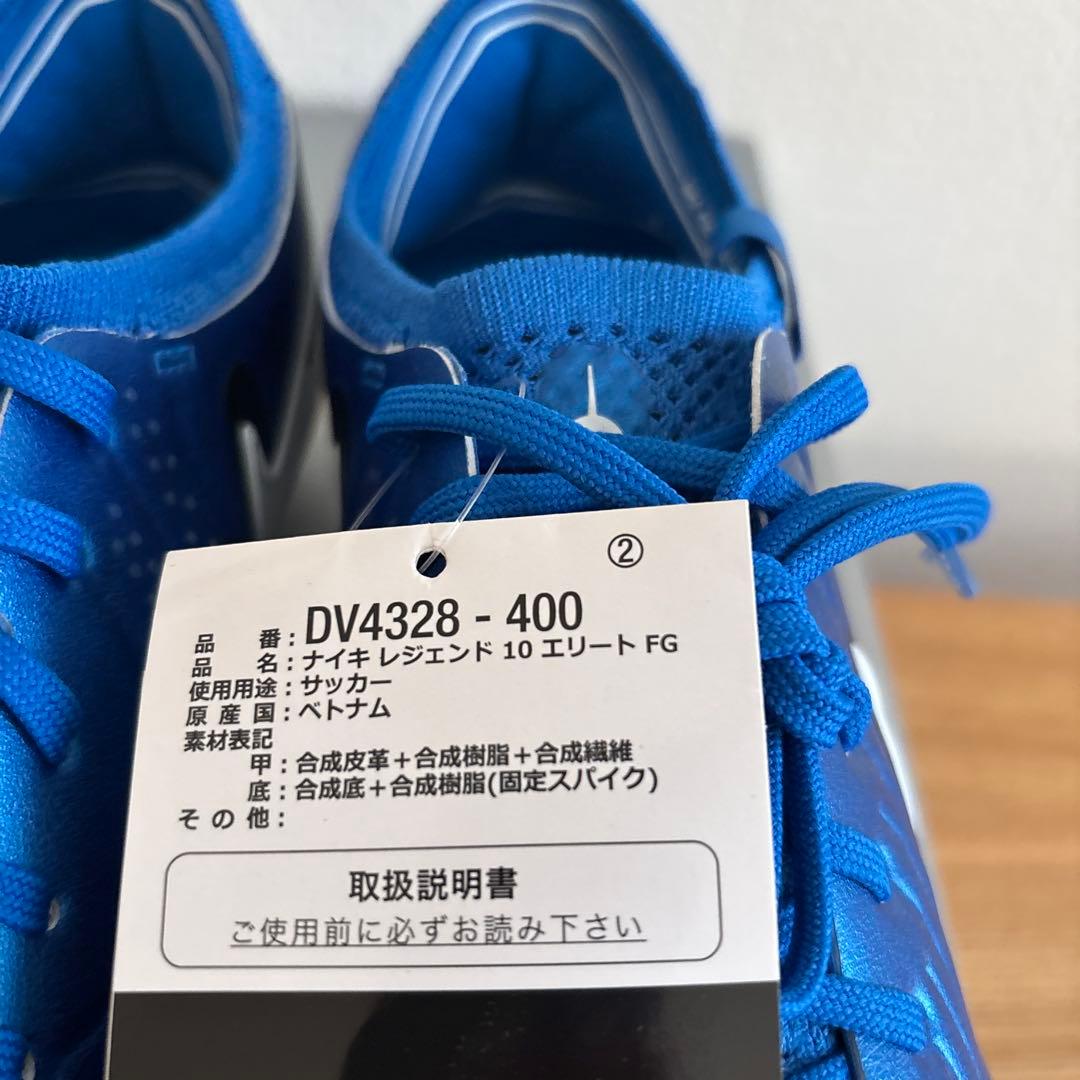 ②
品 番：DV4328 - 400
品 名：ナイキ レジェンド 10 エリート FG
使用用途：サッカー
原 産 国：ベトナム
素材表記
甲：合成皮革＋合成樹脂＋合成繊維
底：合成底＋合成樹脂(固定スパイク)
そ の 他：
取扱説明書
ご使用前に必ずお読み下さい